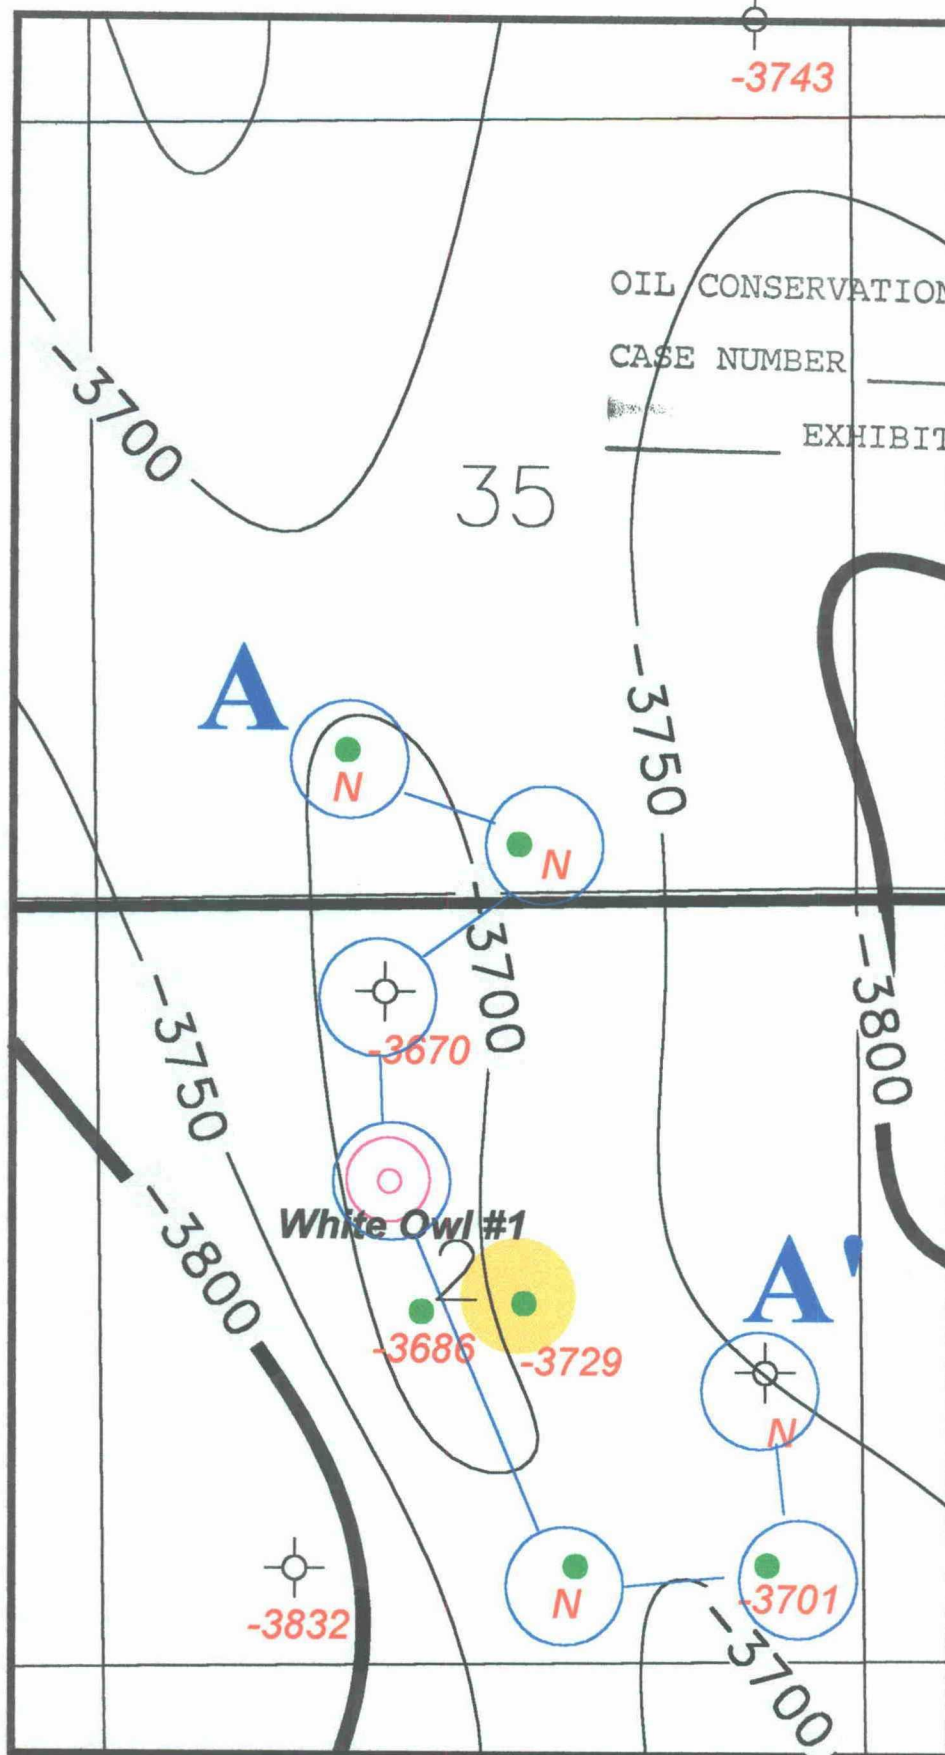 -3743
OIL CONSERVATION
CASE NUMBER
EXHIBIT
-3700
35
A
-3750
N
N
-3700
-3670
-3800
-3750
White Owl #1
2
-3800
A'
-3686
-3729
N
-3832
N
-3701
-3700